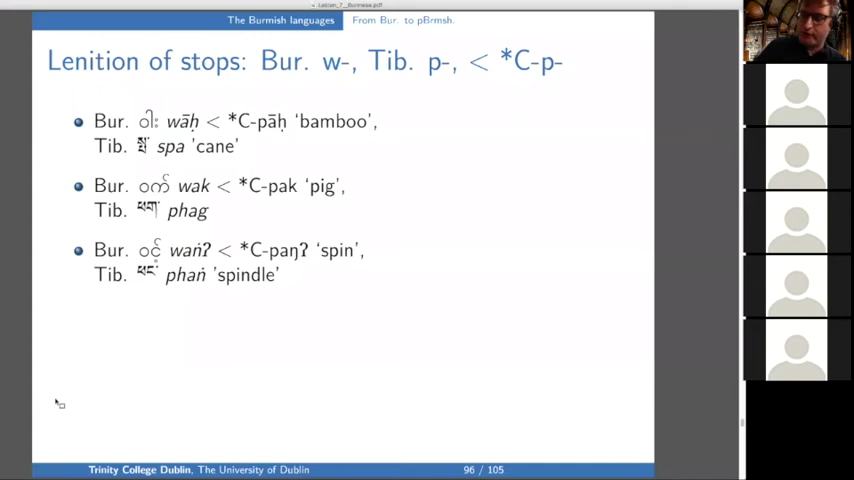 Lecture_7__Burmese.pdf
The Burmish languages From Bur. to pBrmsh.
Lenition of stops: Bur. w-, Tib. p-, < *C-p-
Bur. ဝါး wāḥ < *C-pāḥ ‘bamboo’,
Tib. སྤ་ spa 'cane'
Bur. ဝက် wak < *C-pak ‘pig’,
Tib. ཕག་ phag
Bur. ဝင့် waṅʔ < *C-paŋʔ ‘spin’,
Tib. ཕང་ phaṅ 'spindle'
Trinity College Dublin, The University of Dublin 96 / 105